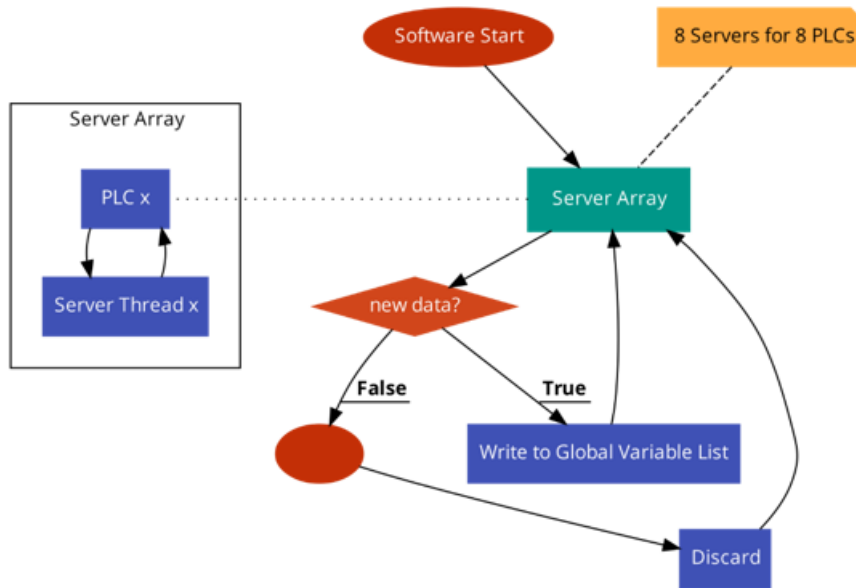 Software Start
8 Servers for 8 PLCs
Server Array
PLC x
Server Array
Server Thread x
new data?
False
True
Write to Global Variable List
Discard